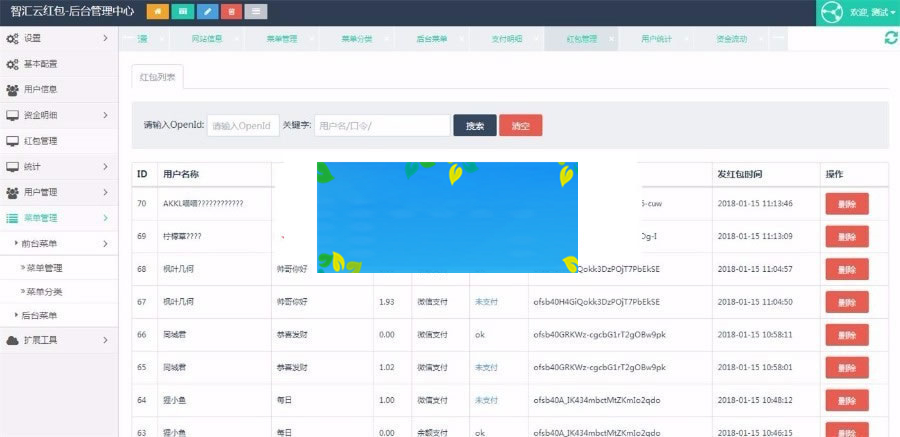 智汇云红包-后台管理中心
欢迎, 测试
设置
网站信息 菜单管理 菜单分类 后台菜单 支付明细 红包管理 用户统计 资金流动
基本配置
用户信息
资金明细
红包管理
统计
用户管理
菜单管理
前台菜单
菜单管理
菜单分类
后台菜单
扩展工具
红包列表
请输入OpenId: 请输入OpenId 关键字: 用户名/口令/ 搜索 清空
ID 用户名称 发红包时间 操作
70 AKKL嘻嘻???????????? 6-cuw 2018-01-15 11:13:46 删除
69 柠檬草???? 2018-01-15 11:13:09 删除
68 枫叶几何 帅哥你好 2018-01-15 11:04:57 删除
67 枫叶几何 帅哥你好 1.93 微信支付 未支付 ofsb40H4GiQokk3DzPOjT7PbEkSE 2018-01-15 11:04:50 删除
66 同城君 恭喜发财 0.00 微信支付 ok ofsb40GRKWz-cgcbG1rT2gOBw9pk 2018-01-15 10:58:11 删除
65 同城君 恭喜发财 1.02 微信支付 未支付 ofsb40GRKWz-cgcbG1rT2gOBw9pk 2018-01-15 10:58:01 删除
64 摇小鱼 每日 1.00 微信支付 未支付 ofsb40A_JK434mbctMtZKmIo2qdo 2018-01-15 10:48:12 删除
63 摇小鱼 每日 0.00 余额支付 ok ofsb40A_JK434mbctMtZKmIo2qdo 2018-01-15 10:46:15 删除